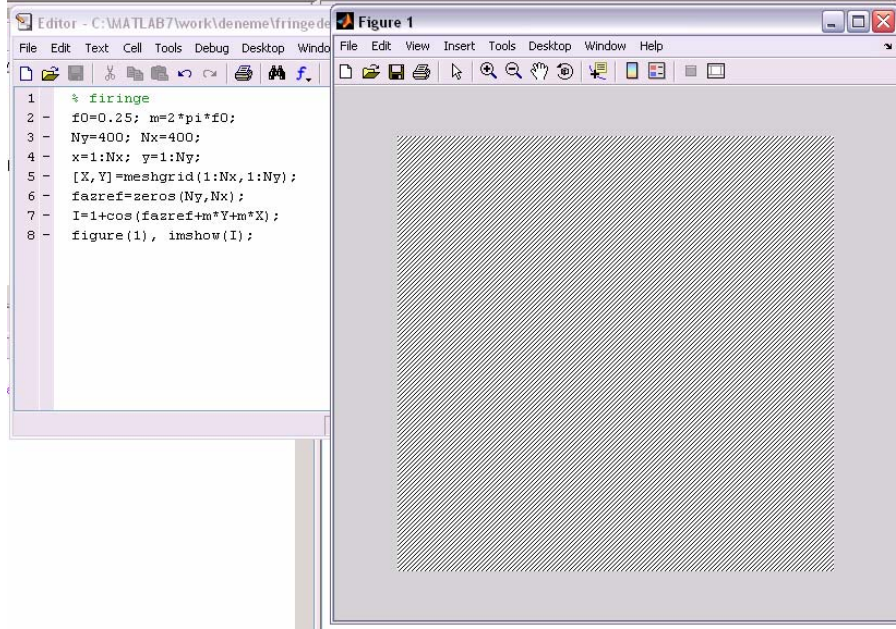 Editor - C:\MATLAB7\work\deneme\fringede
File Edit Text Cell Tools Debug Desktop Windo
1 % firinge
2 - f0=0.25; m=2*pi*f0;
3 - Ny=400; Nx=400;
4 - x=1:Nx; y=1:Ny;
5 - [X,Y]=meshgrid(1:Nx,1:Ny);
6 - fazref=zeros(Ny,Nx);
7 - I=1+cos(fazref+m*Y+m*X);
8 - figure(1), imshow(I);
Figure 1
File Edit View Insert Tools Desktop Window Help